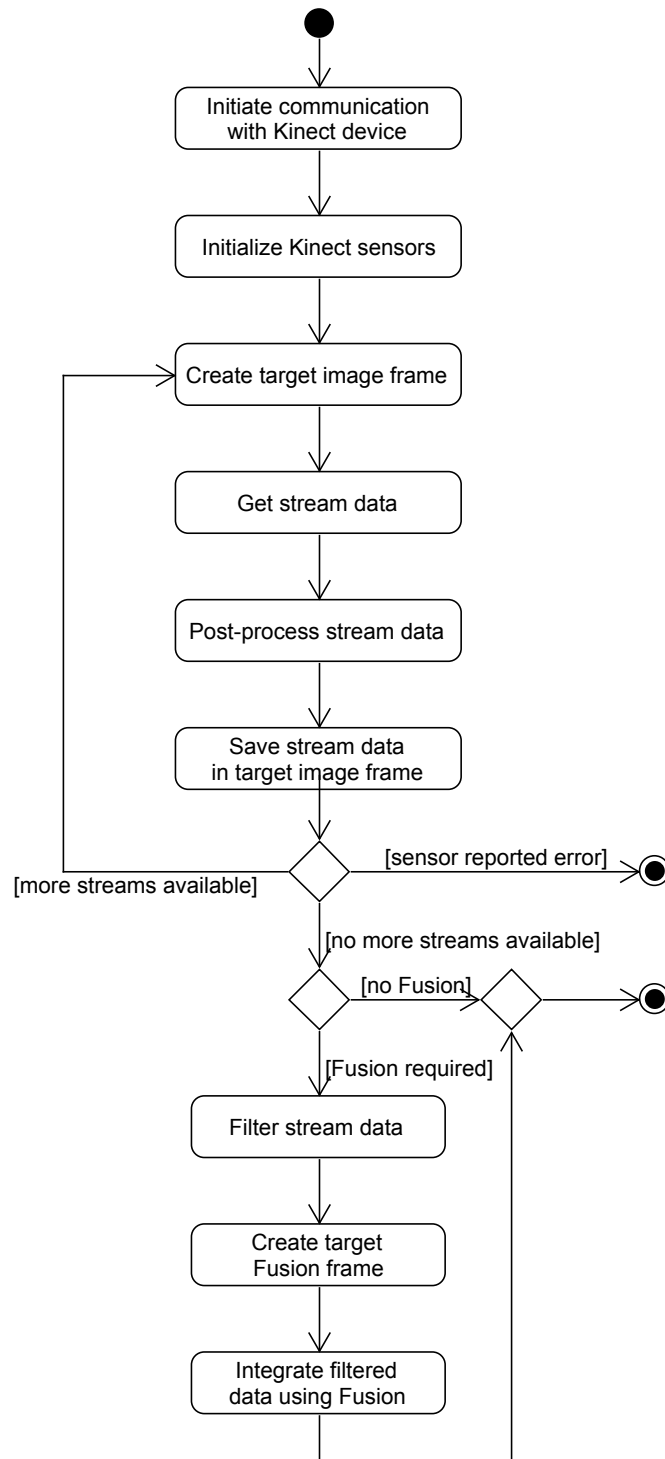 Initiate communication
with Kinect device
Initialize Kinect sensors
Create target image frame
Get stream data
Post-process stream data
Save stream data
in target image frame
[sensor reported error]
[more streams available]
[no more streams available]
[no Fusion]
[Fusion required]
Filter stream data
Create target
Fusion frame
Integrate filtered
data using Fusion